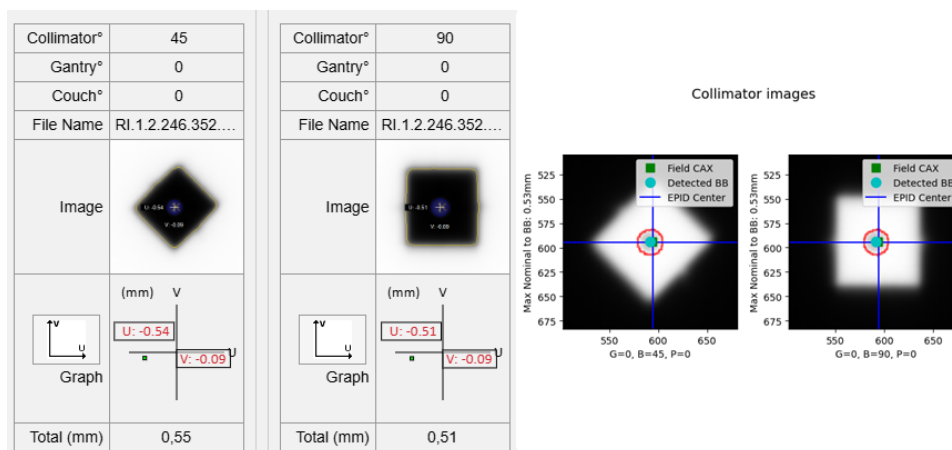 Collimator° 45
Gantry° 0
Couch° 0
File Name RI.1.2.246.352....
Image
U: -0.54
V: -0.09
(mm) V
V
U
U: -0.54
U
V: -0.09
Graph
Total (mm) 0,55
Collimator° 90
Gantry° 0
Couch° 0
File Name RI.1.2.246.352....
Image
U: -0.51
V: -0.09
(mm) V
V
U
U: -0.51
U
V: -0.09
Graph
Total (mm) 0,51
Collimator images
Max Nominal to BB: 0.53mm
525
550
575
600
625
650
675
Field CAX
Detected BB
EPID Center
550 600 650
G=0, B=45, P=0
Max Nominal to BB: 0.53mm
525
550
575
600
625
650
675
Field CAX
Detected BB
EPID Center
550 600 650
G=0, B=90, P=0